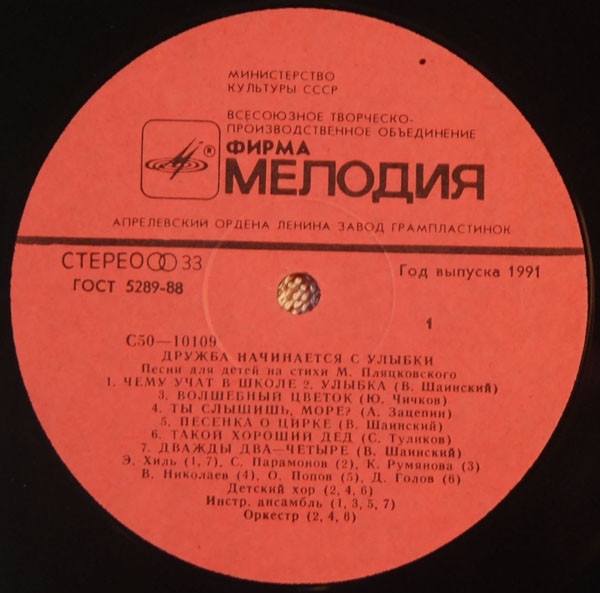 МИНИСТЕРСТВО
КУЛЬТУРЫ СССР
ВСЕСОЮЗНОЕ ТВОРЧЕСКО-
ПРОИЗВОДСТВЕННОЕ ОБЪЕДИНЕНИЕ
®
ФИРМА
МЕЛОДИЯ
АПРЕЛЕВСКИЙ ОРДЕНА ЛЕНИНА ЗАВОД ГРАМПЛАСТИНОК
СТЕРЕО 33
Год выпуска 1991
ГОСТ 5289-88
1
С50—10109
ДРУЖБА НАЧИНАЕТСЯ С УЛЫБКИ
Песни для детей на стихи М. Пляцковского
1. ЧЕМУ УЧАТ В ШКОЛЕ 2. УЛЫБКА (В. Шаинский)
3. ВОЛШЕБНЫЙ ЦВЕТОК (Ю. Чичков)
4. ТЫ СЛЫШИШЬ, МОРЕ? (А. Зацепин)
5. ПЕСЕНКА О ЦИРКЕ (В. Шаинский)
6. ТАКОЙ ХОРОШИЙ ДЕД (С. Туликов)
7. ДВАЖДЫ ДВА—ЧЕТЫРЕ (В. Шаинский)
Э. Хиль (1, 7), С. Парамонов (2), К. Румянова (3)
В. Николаев (4), О. Попов (5), Д. Голов (6)
Детский хор (2, 4, 6)
Инстр. ансамбль (1, 3, 5, 7)
Оркестр (2, 4, 6)